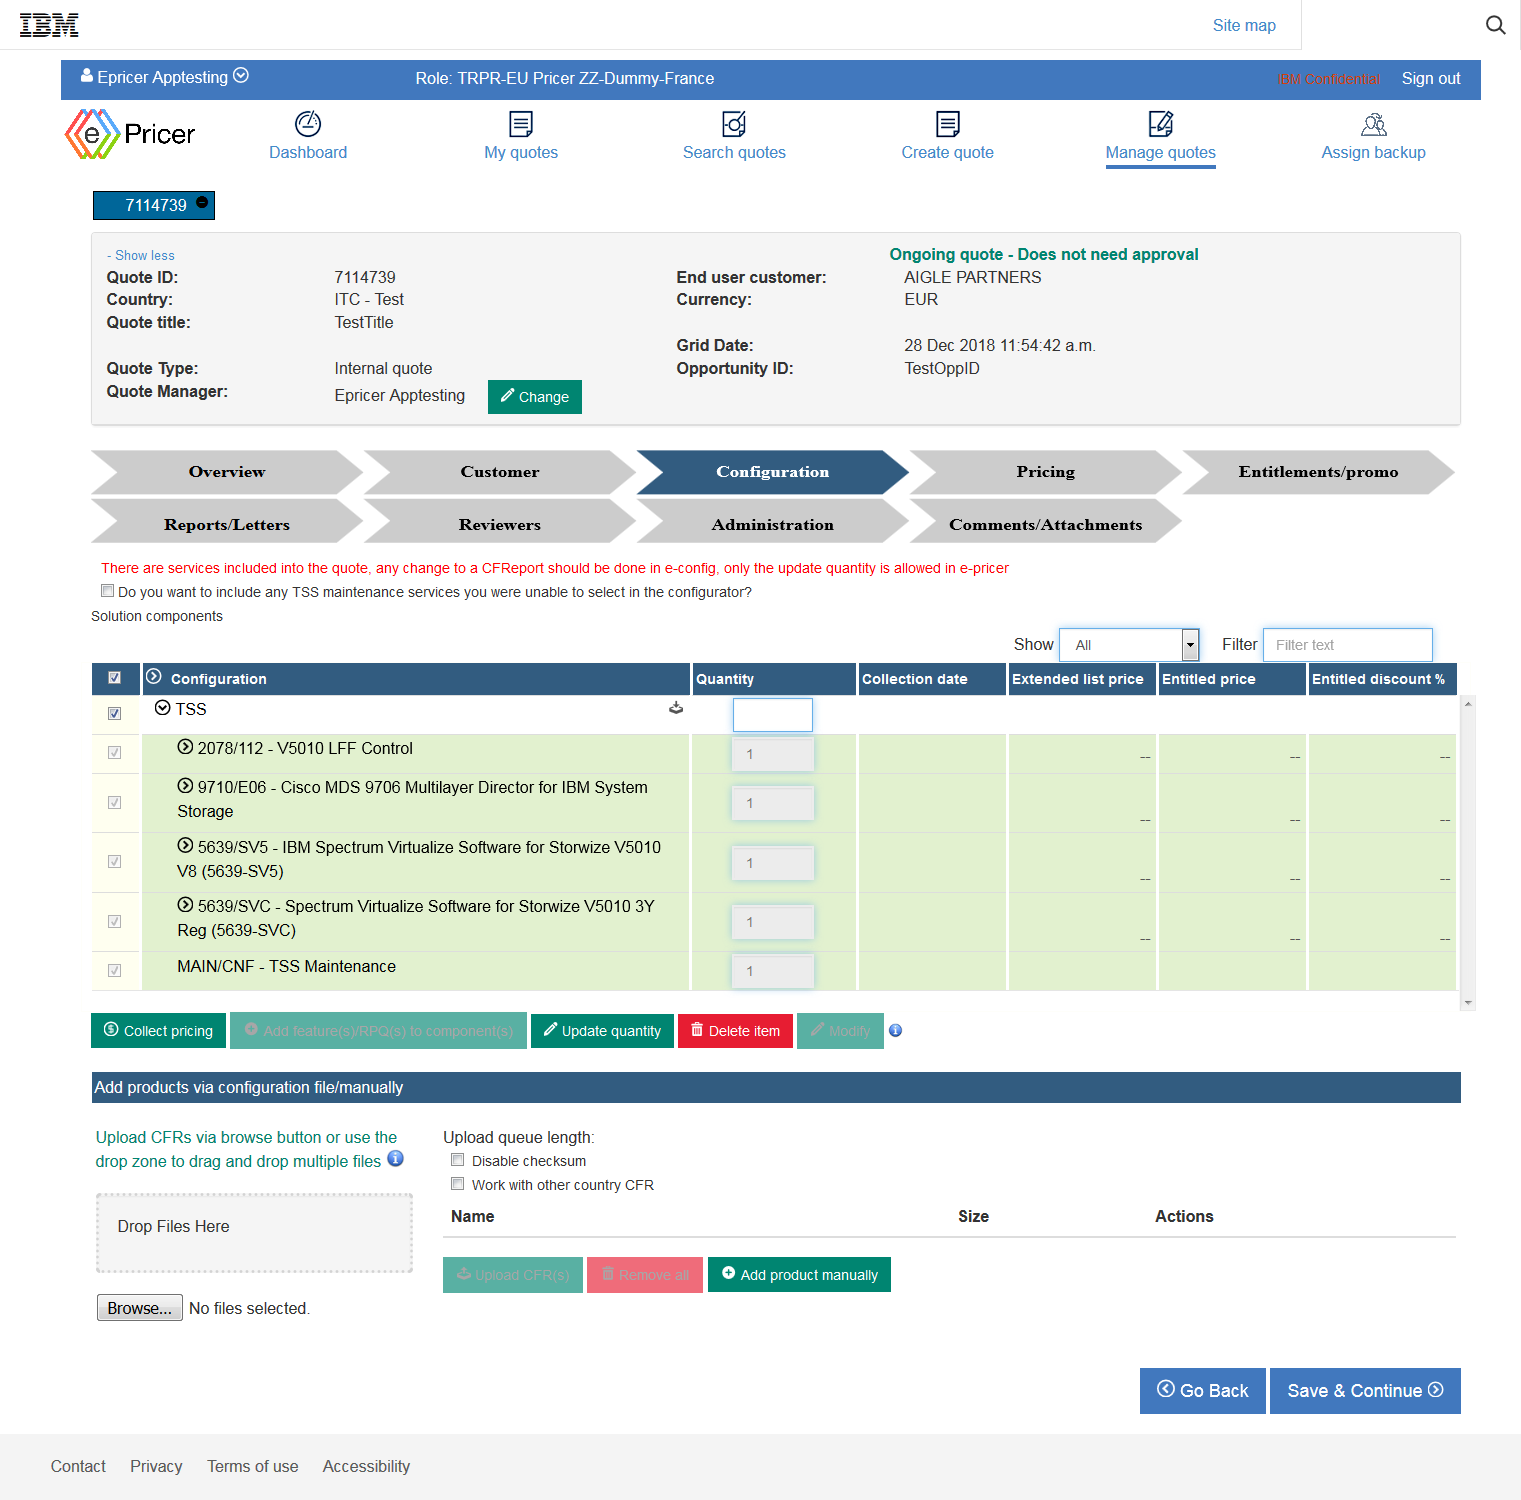 IBM
Site map
Epricer Apptesting
Role: TRPR-EU Pricer ZZ-Dummy-France
IBM Confidential
Sign out
e Pricer
Dashboard
My quotes
Search quotes
Create quote
Manage quotes
Assign backup
7114739
- Show less
Ongoing quote - Does not need approval
Quote ID: 7114739
End user customer: AIGLE PARTNERS
Country: ITC - Test
Currency: EUR
Quote title: TestTitle
Grid Date: 28 Dec 2018 11:54:42 a.m.
Quote Type: Internal quote
Opportunity ID: TestOppID
Quote Manager: Epricer Apptesting
Change
Overview
Customer
Configuration
Pricing
Entitlements/promo
Reports/Letters
Reviewers
Administration
Comments/Attachments
There are services included into the quote, any change to a CFReport should be done in e-config, only the update quantity is allowed in e-pricer
Do you want to include any TSS maintenance services you were unable to select in the configurator?
Solution components
Show All Filter Filter text
Configuration Quantity Collection date Extended list price Entitled price Entitled discount %
TSS
2078/112 - V5010 LFF Control 1 -- -- --
9710/E06 - Cisco MDS 9706 Multilayer Director for IBM System
Storage 1 -- -- --
5639/SV5 - IBM Spectrum Virtualize Software for Storwize V5010
V8 (5639-SV5) 1 -- -- --
5639/SVC - Spectrum Virtualize Software for Storwize V5010 3Y
Reg (5639-SVC) 1 -- -- --
MAIN/CNF - TSS Maintenance 1
Collect pricing
Add feature(s)/RPQ(s) to component(s)
Update quantity
Delete item
Modify
Add products via configuration file/manually
Upload CFRs via browse button or use the
drop zone to drag and drop multiple files
Drop Files Here
Browse... No files selected.
Upload queue length:
Disable checksum
Work with other country CFR
Name Size Actions
Upload CFR(s)
Remove all
Add product manually
Go Back
Save & Continue
Contact
Privacy
Terms of use
Accessibility